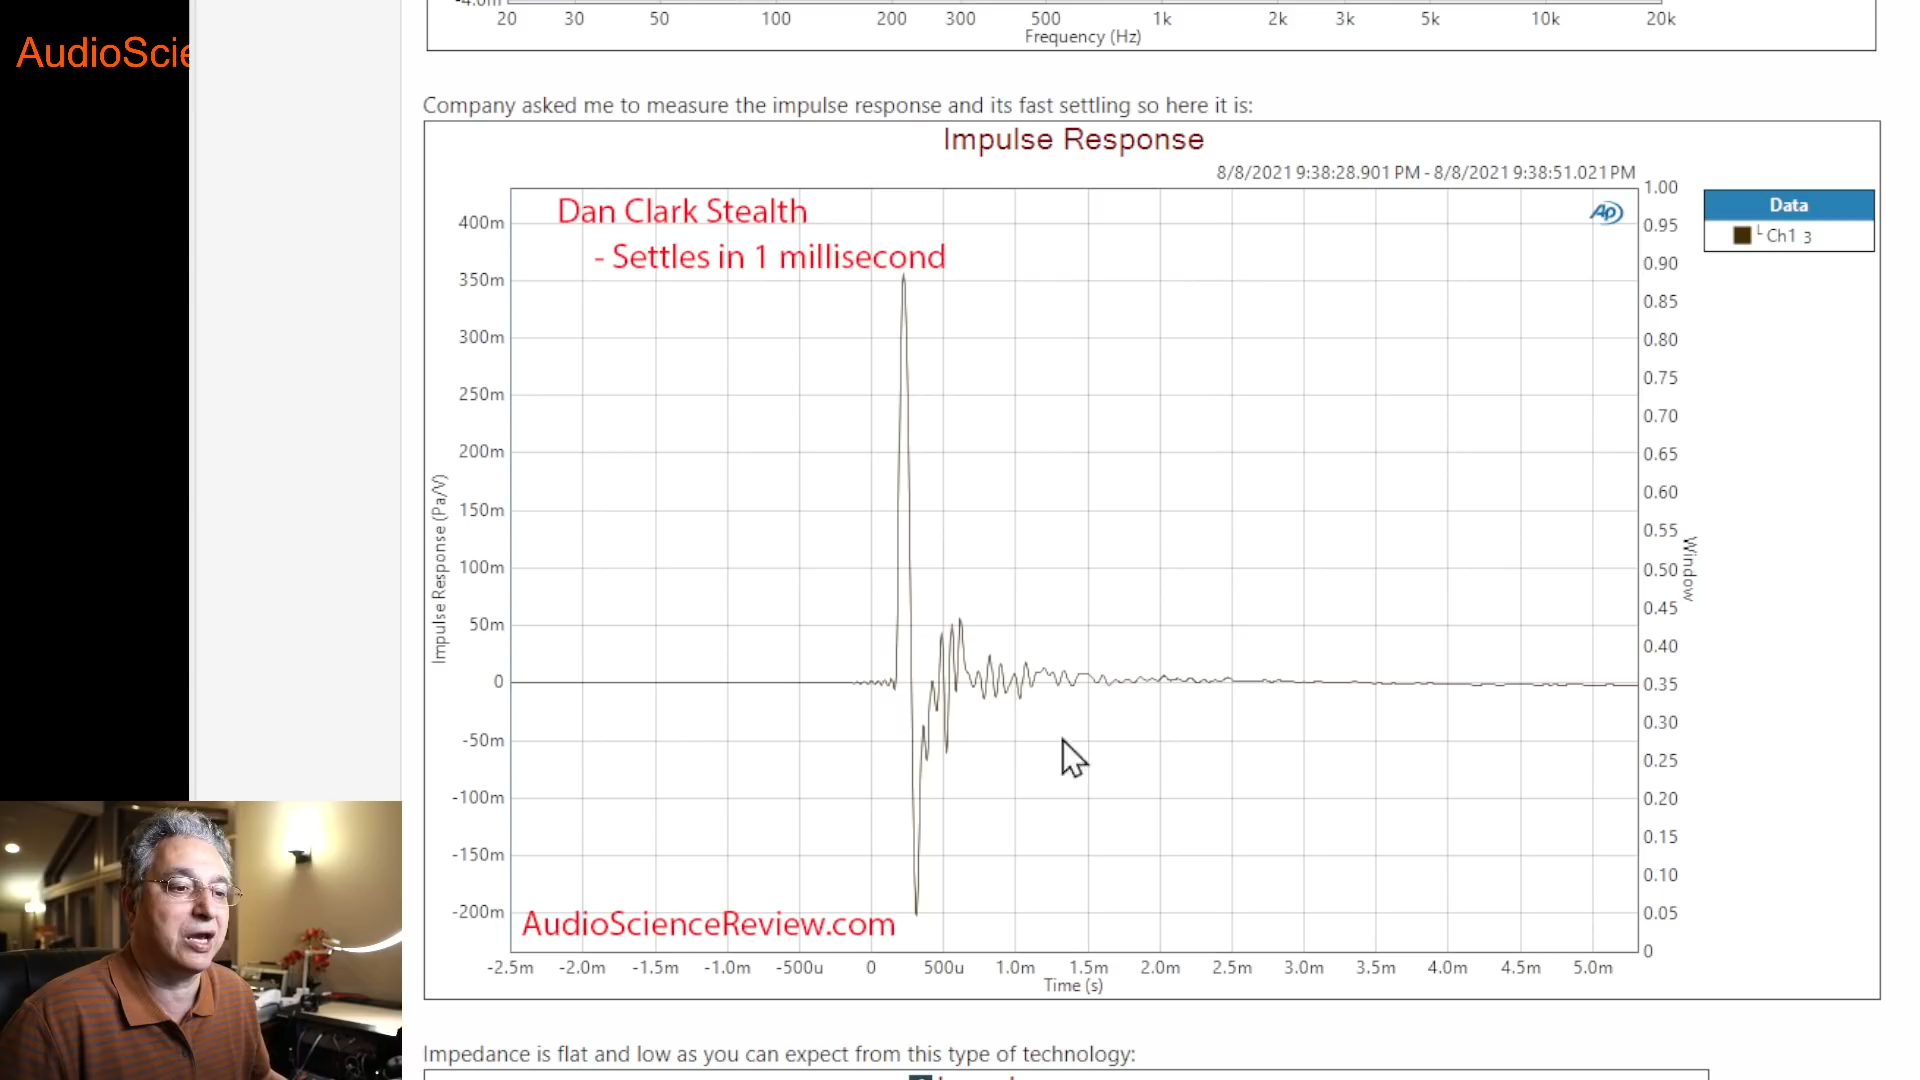 AudioScie
-4.0m
20 30 50 100 200 300 500 1k 2k 3k 5k 10k 20k
Frequency (Hz)
Company asked me to measure the impulse response and its fast settling so here it is:
Impulse Response
8/8/2021 9:38:28.901 PM - 8/8/2021 9:38:51.021 PM
Dan Clark Stealth
- Settles in 1 millisecond
AP
Data
Ch1 3
400m
350m
300m
250m
200m
150m
100m
50m
0
-50m
-100m
-150m
-200m
Impulse Response (Pa/V)
1.00
0.95
0.90
0.85
0.80
0.75
0.70
0.65
0.60
0.55
0.50
0.45
0.40
0.35
0.30
0.25
0.20
0.15
0.10
0.05
0
Window
AudioScienceReview.com
-2.5m -2.0m -1.5m -1.0m -500u 0 500u 1.0m 1.5m 2.0m 2.5m 3.0m 3.5m 4.0m 4.5m 5.0m
Time (s)
Impedance is flat and low as you can expect from this type of technology: